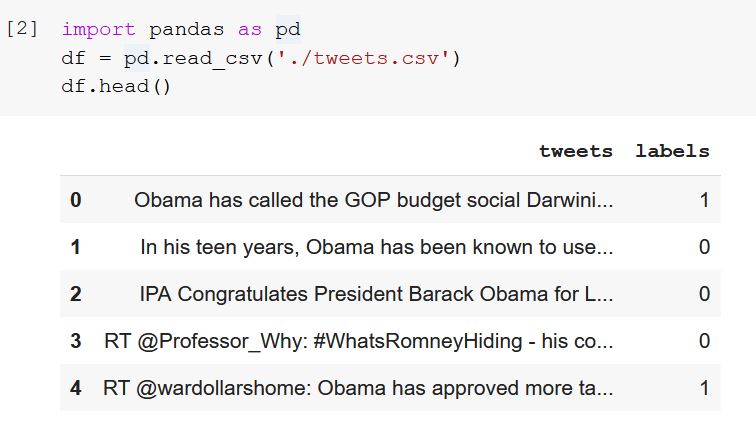 [2] import pandas as pd
df = pd.read_csv('./tweets.csv')
df.head()
tweets labels
0 Obama has called the GOP budget social Darwini... 1
1 In his teen years, Obama has been known to use... 0
2 IPA Congratulates President Barack Obama for L... 0
3 RT @Professor_Why: #WhatsRomneyHiding - his co... 0
4 RT @wardollarshome: Obama has approved more ta... 1